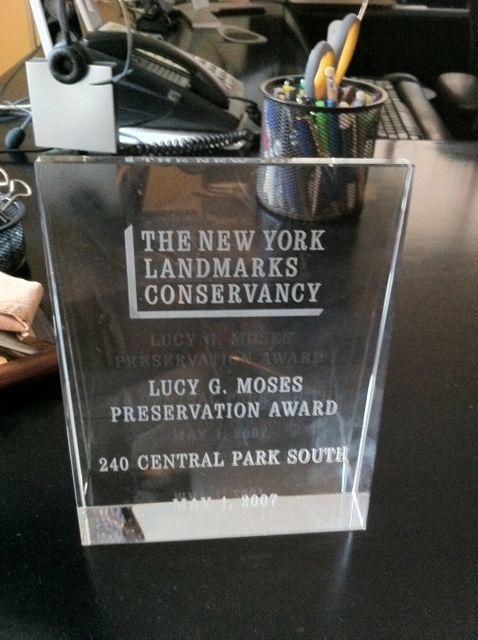 THE NEW YORK
LANDMARKS
CONSERVANCY
LUCY G. MOSES
PRESERVATION AWARD
240 CENTRAL PARK SOUTH
MAY 1, 2007